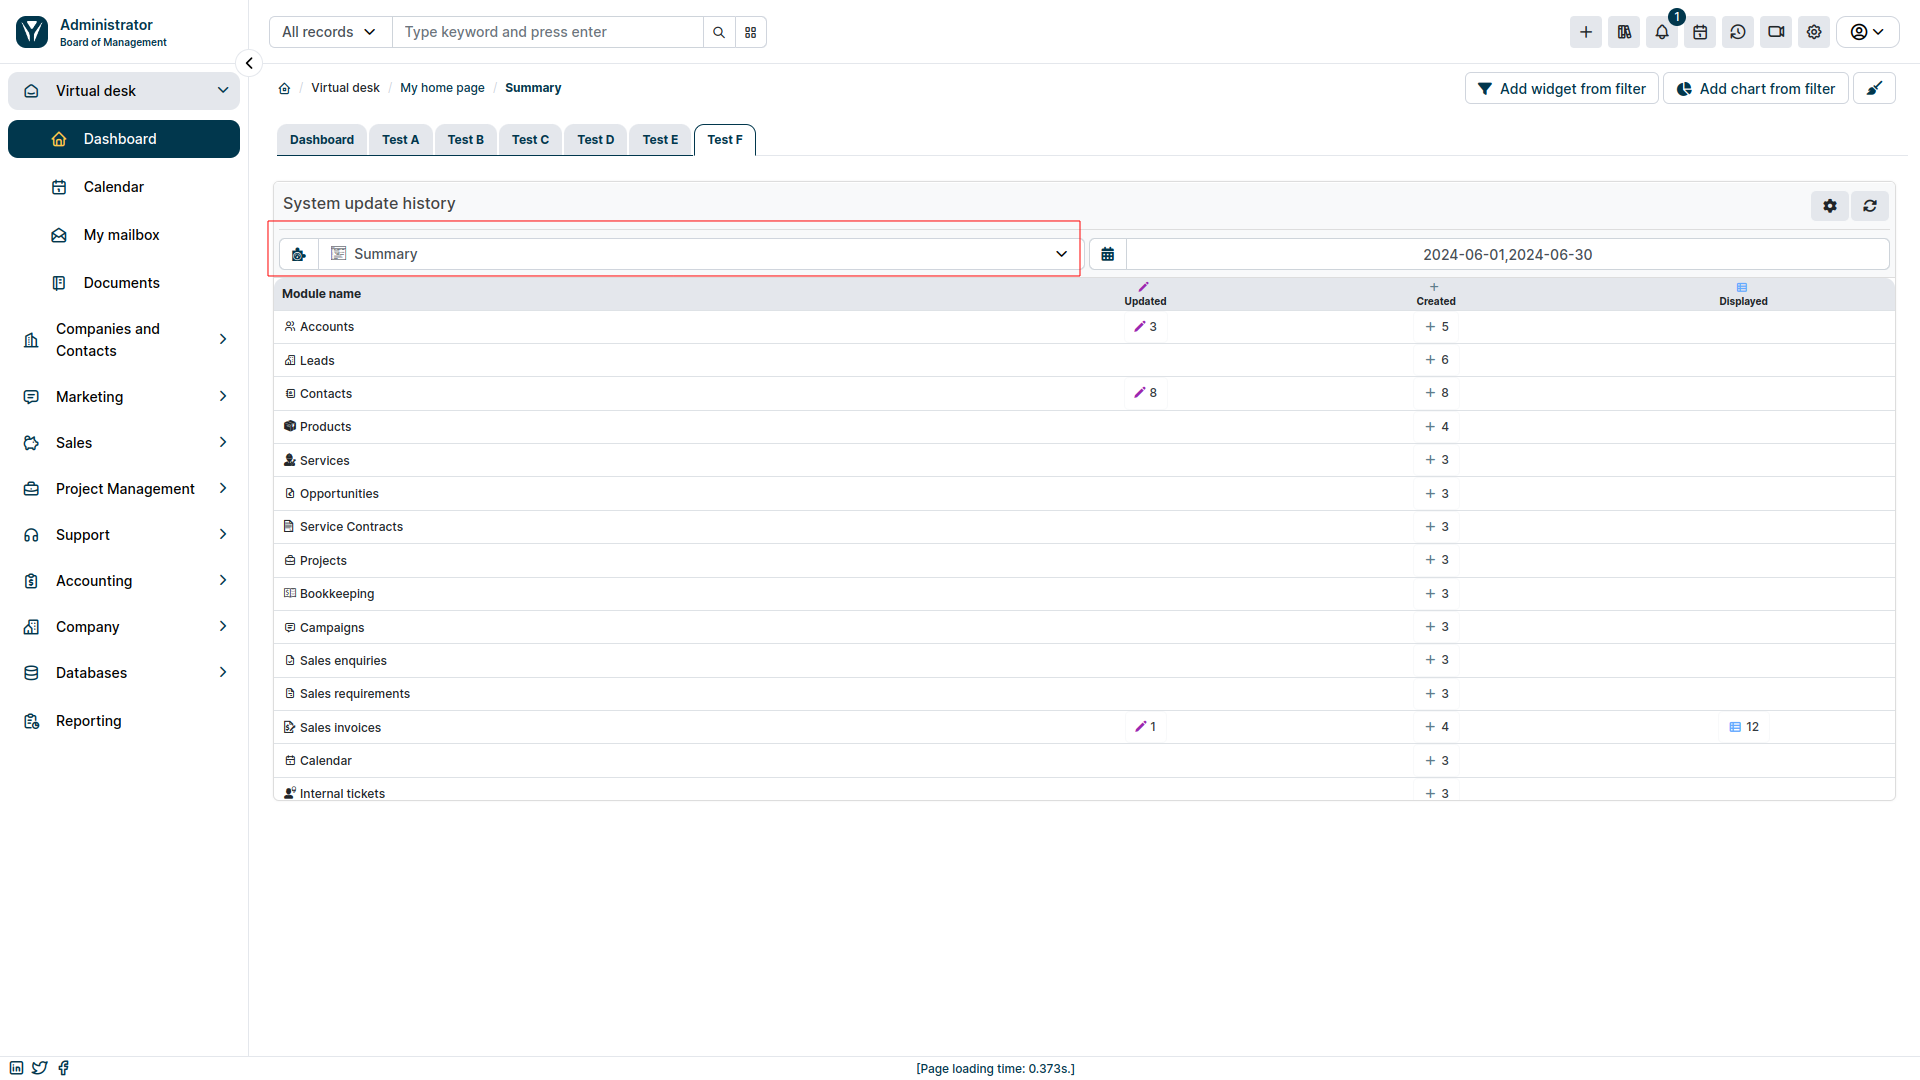 Administrator
Board of Management
All records
Type keyword and press enter
1
Virtual desk
Dashboard
Calendar
My mailbox
Documents
Companies and
Contacts
Marketing
Sales
Project Management
Support
Accounting
Company
Databases
Reporting
/ Virtual desk / My home page / Summary
Add widget from filter
Add chart from filter
Dashboard Test A Test B Test C Test D Test E Test F
System update history
Summary
2024-06-01,2024-06-30
Module name Updated Created Displayed
Accounts 3 + 5
Leads + 6
Contacts 8 + 8
Products + 4
Services + 3
Opportunities + 3
Service Contracts + 3
Projects + 3
Bookkeeping + 3
Campaigns + 3
Sales enquiries + 3
Sales requirements + 3
Sales invoices 1 + 4 12
Calendar + 3
Internal tickets + 3
[Page loading time: 0.373s.]